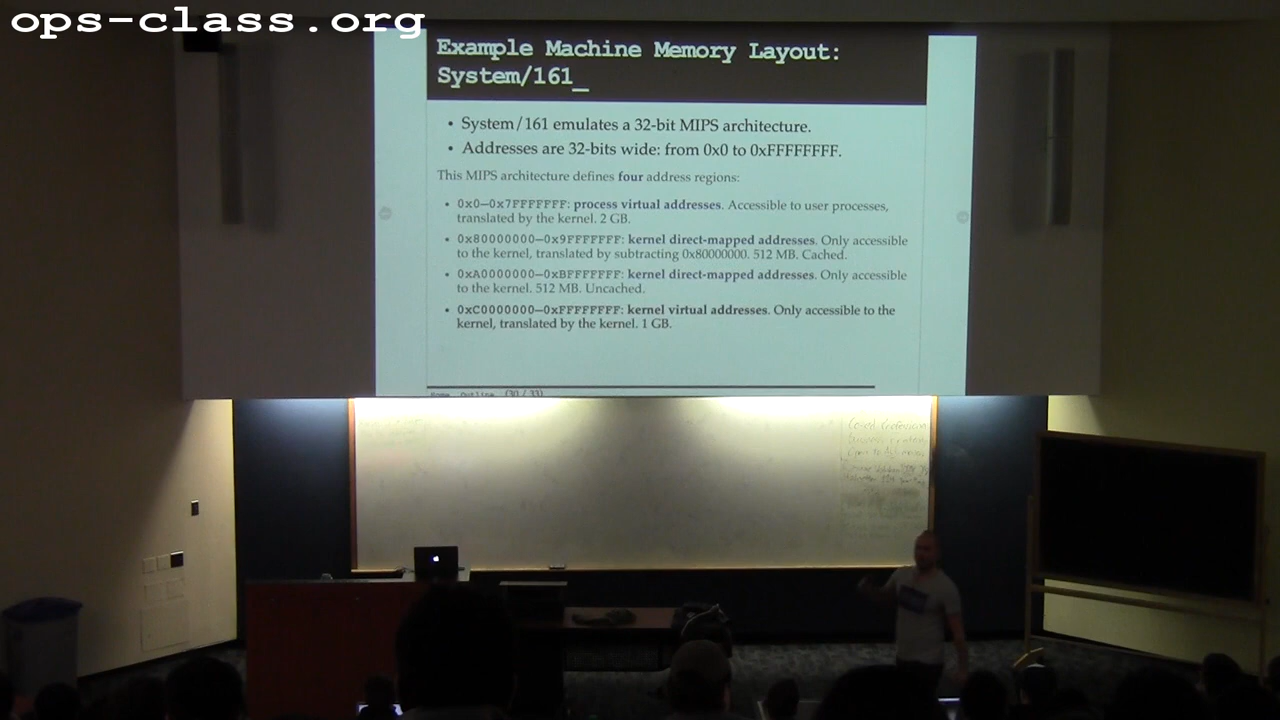 ops-class.org
Example Machine Memory Layout:
System/161_
• System/161 emulates a 32-bit MIPS architecture.
• Addresses are 32-bits wide: from 0x0 to 0xFFFFFFFF.
This MIPS architecture defines four address regions:
• 0x0—0x7FFFFFFF: process virtual addresses. Accessible to user processes,
translated by the kernel. 2 GB.
• 0x80000000—0x9FFFFFFF: kernel direct-mapped addresses. Only accessible
to the kernel, translated by subtracting 0x80000000. 512 MB. Cached.
• 0xA0000000—0xBFFFFFFF: kernel direct-mapped addresses. Only accessible
to the kernel. 512 MB. Uncached.
• 0xC0000000—0xFFFFFFFF: kernel virtual addresses. Only accessible to the
kernel, translated by the kernel. 1 GB.